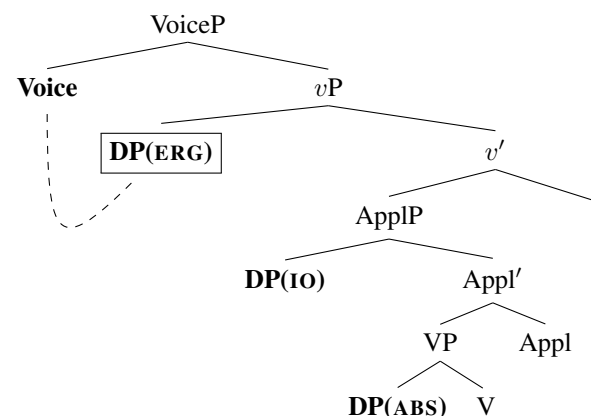 VoiceP
Voice vP
DP(ERG) v′
ApplP
DP(IO) Appl′
VP Appl
DP(ABS) V